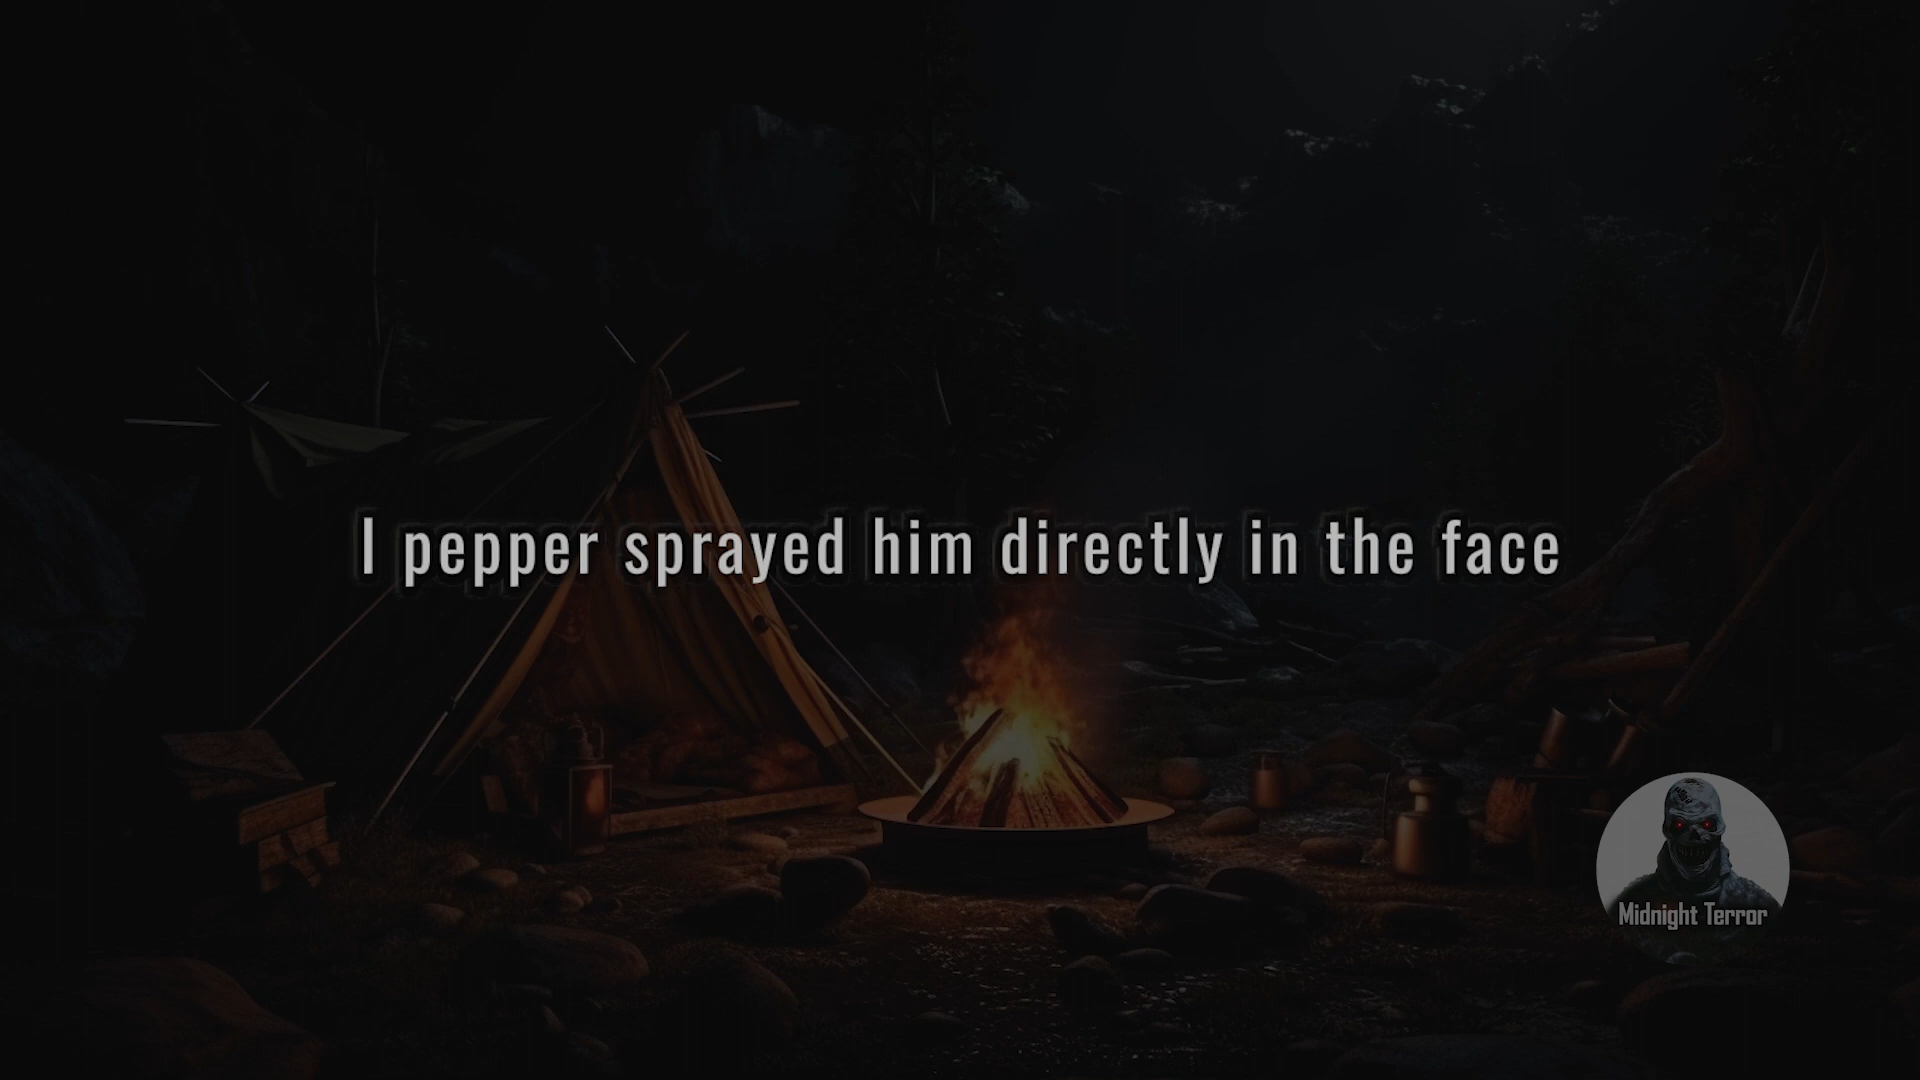 I pepper sprayed him directly in the face
Midnight Terror